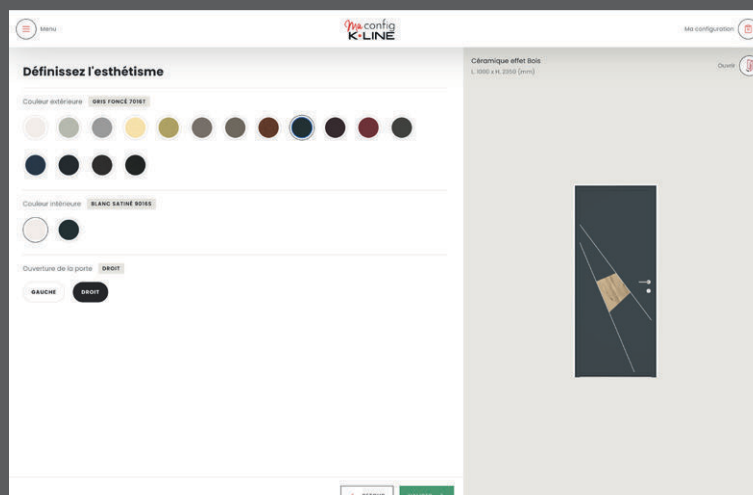 Menu
Ma config
K•LINE
Ma configuration
Définissez l'esthétisme
Couleur extérieure GRIS FONCÉ 7016T
Couleur intérieure BLANC SATINÉ 9016S
Ouverture de la porte DROIT
GAUCHE DROIT
Céramique effet Bois
L. 1000 x H. 2250 (mm)
Ouvrir